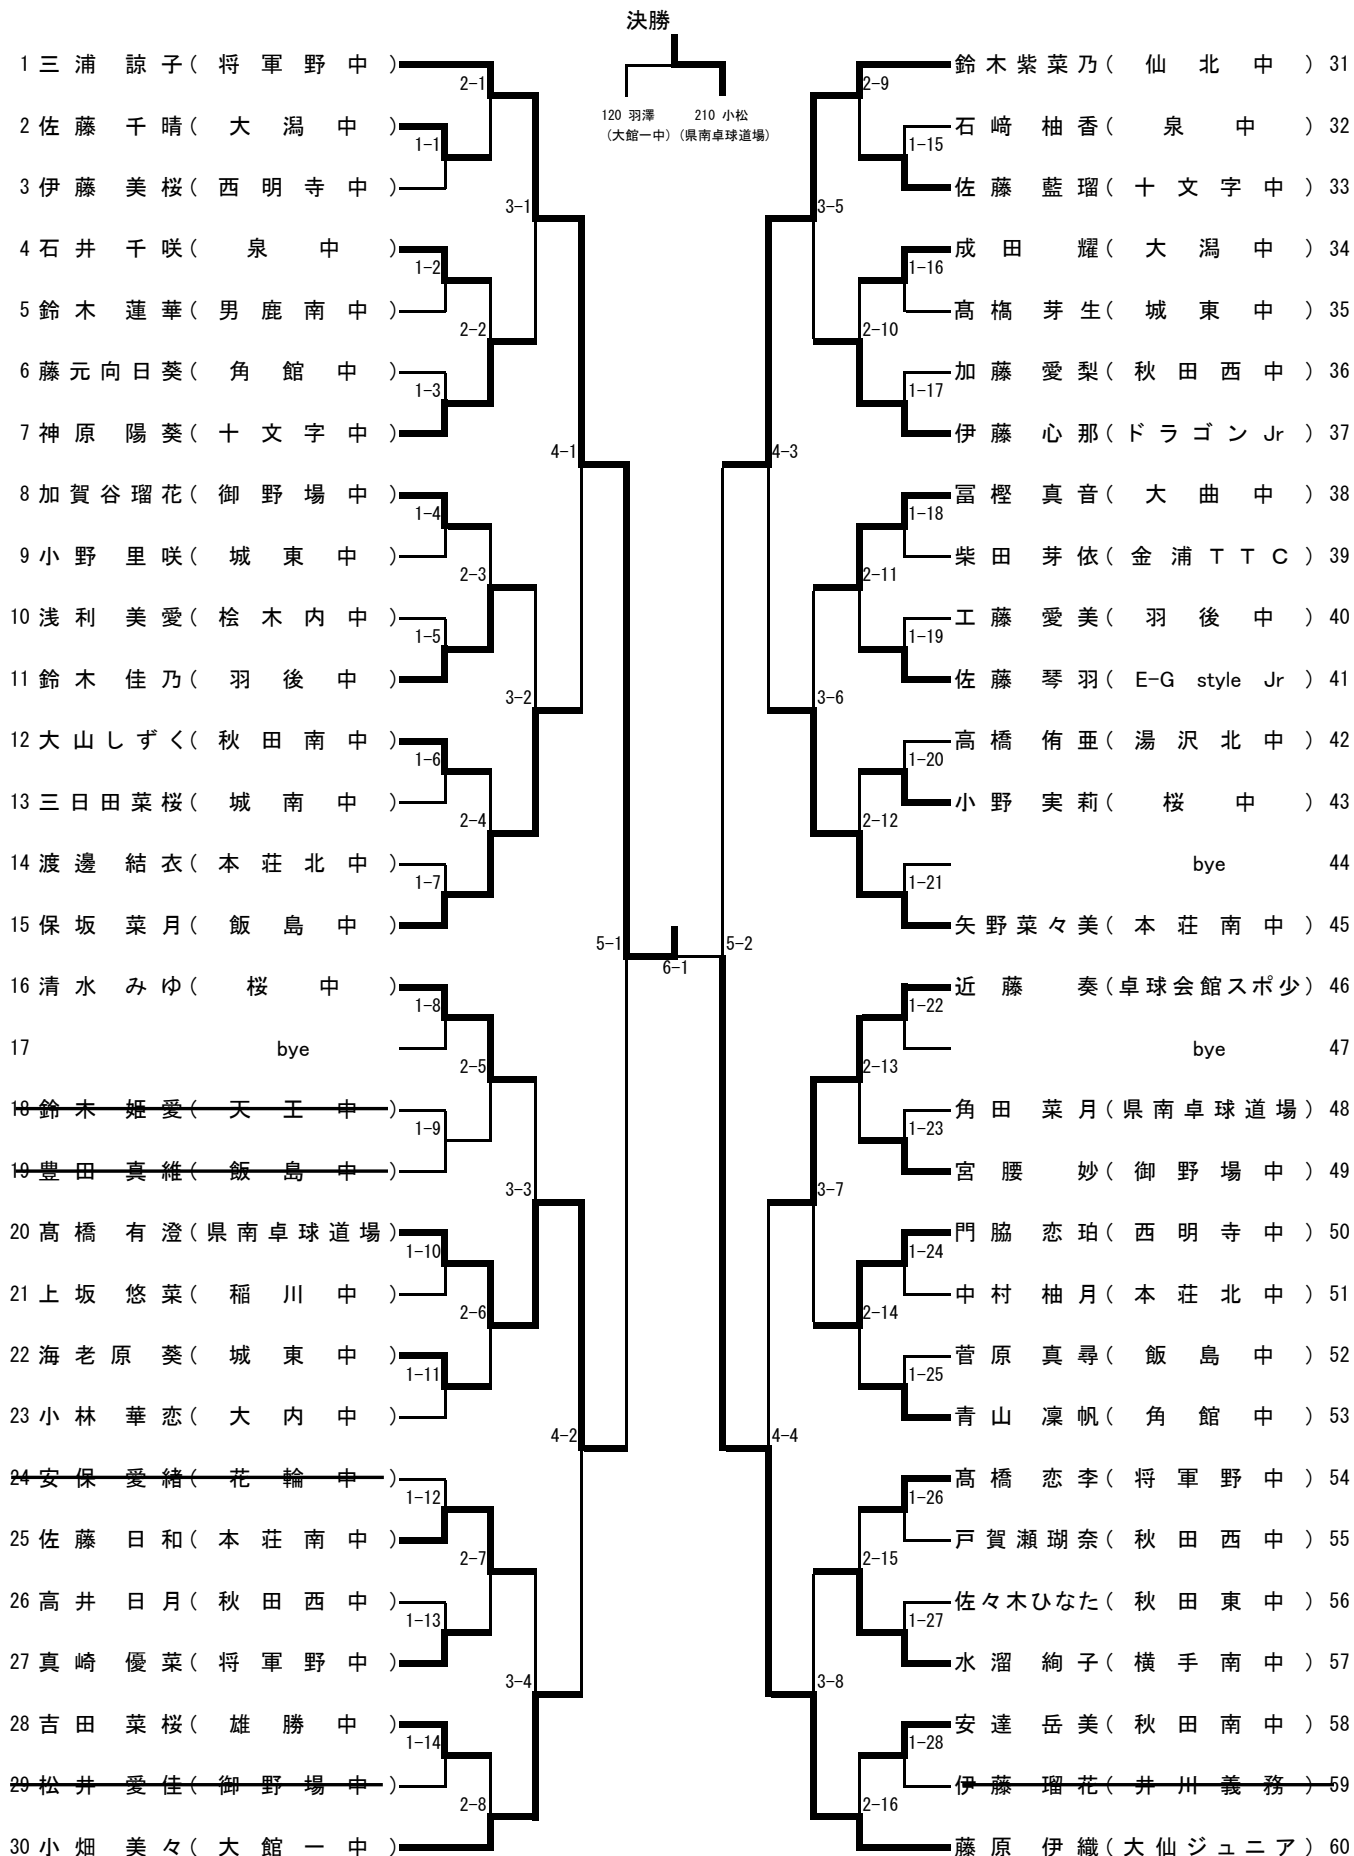 決勝
120 羽澤 210 小松
(大館一中) (県南卓球道場)
1 三浦 諒子 ( 将軍野中 )
2-1
2 佐藤 千晴 ( 大潟中 )
1-1
3 伊藤 美桜 ( 西明寺中 )
3-1
4 石井 千咲 ( 泉中 )
1-2
5 鈴木 蓮華 ( 男鹿南中 )
2-2
6 藤元向日葵 ( 角館中 )
1-3
7 神原 陽葵 ( 十文字中 )
4-1
8 加賀谷瑠花 ( 御野場中 )
1-4
9 小野 里咲 ( 城東中 )
2-3
10 浅利 美愛 ( 桧木内中 )
1-5
11 鈴木 佳乃 ( 羽後中 )
3-2
12 大山しずく ( 秋田南中 )
1-6
13 三日田菜桜 ( 城南中 )
2-4
14 渡邊 結衣 ( 本荘北中 )
1-7
15 保坂 菜月 ( 飯島中 )
5-1
6-1
16 清水 みゆ ( 桜中 )
1-8
17 bye
2-5
18 鈴木 姫愛 ( 天王中 )
1-9
19 豊田 真維 ( 飯島中 )
3-3
20 髙橋 有澄 ( 県南卓球道場 )
1-10
21 上坂 悠菜 ( 稲川中 )
2-6
22 海老原 葵 ( 城東中 )
1-11
23 小林 華恋 ( 大内中 )
4-2
24 安保 愛緒 ( 花輪中 )
1-12
25 佐藤 日和 ( 本荘南中 )
2-7
26 高井 日月 ( 秋田西中 )
1-13
27 真崎 優菜 ( 将軍野中 )
3-4
28 吉田 菜桜 ( 雄勝中 )
1-14
29 松井 愛佳 ( 御野場中 )
2-8
30 小畑 美々 ( 大館一中 )
鈴木紫菜乃 ( 仙北中 ) 31
2-9
石﨑 柚香 ( 泉中 ) 32
1-15
佐藤 藍瑠 ( 十文字中 ) 33
3-5
成田 耀 ( 大潟中 ) 34
1-16
髙橋 芽生 ( 城東中 ) 35
2-10
加藤 愛梨 ( 秋田西中 ) 36
1-17
伊藤 心那 ( ドラゴンJr ) 37
4-3
冨樫 真音 ( 大曲中 ) 38
1-18
柴田 芽依 ( 金浦TTC ) 39
2-11
工藤 愛美 ( 羽後中 ) 40
1-19
佐藤 琴羽 ( E-G style Jr ) 41
3-6
高橋 侑亜 ( 湯沢北中 ) 42
1-20
小野 実莉 ( 桜中 ) 43
2-12
bye 44
1-21
矢野菜々美 ( 本荘南中 ) 45
5-2
近藤 奏 ( 卓球会館スポ少 ) 46
1-22
bye 47
2-13
角田 菜月 ( 県南卓球道場 ) 48
1-23
宮腰 妙 ( 御野場中 ) 49
3-7
門脇 恋珀 ( 西明寺中 ) 50
1-24
中村 柚月 ( 本荘北中 ) 51
2-14
菅原 真尋 ( 飯島中 ) 52
1-25
青山 凜帆 ( 角館中 ) 53
4-4
髙橋 恋李 ( 将軍野中 ) 54
1-26
戸賀瀬瑚奈 ( 秋田西中 ) 55
2-15
佐々木ひなた ( 秋田東中 ) 56
1-27
水溜 絢子 ( 横手南中 ) 57
3-8
安達 岳美 ( 秋田南中 ) 58
1-28
伊藤 瑠花 ( 井川義務 ) 59
2-16
藤原 伊織 ( 大仙ジュニア ) 60